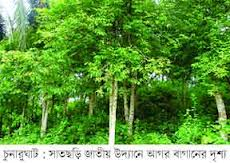 চুনারুঘাট : সাতছড়ি জাতীয় উদ্যানে আগর বাগানের দৃশ্য